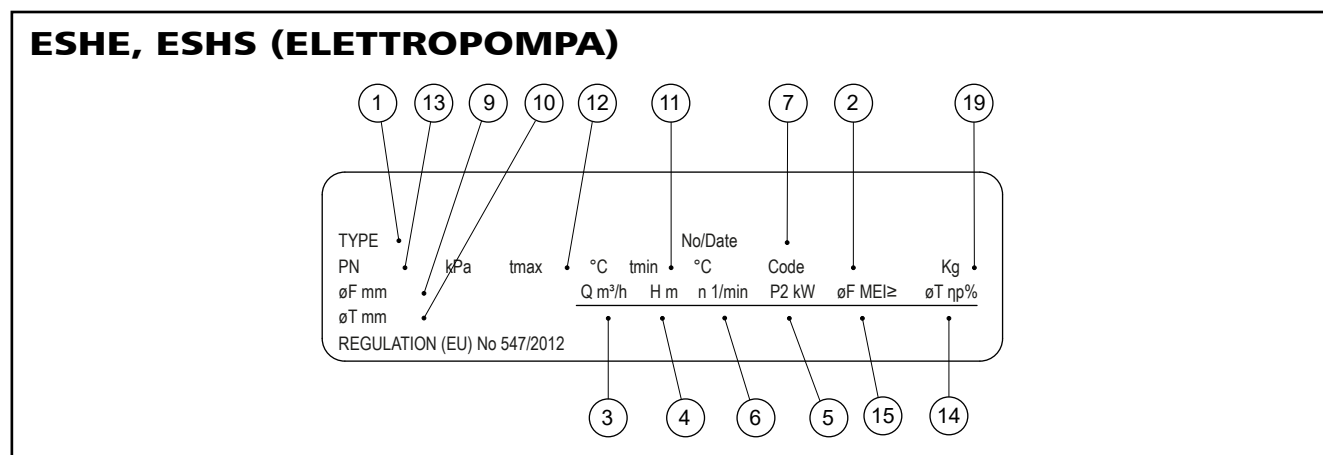 ESHE, ESHS (ELETTROPOMPA)
1 13 9 10 12 11 7 2 19
TYPE No/Date
PN kPa tmax °C tmin °C Code Kg
øF mm Q m³/h H m n 1/min P2 kW øF MEI≥ øT ηp%
øT mm
REGULATION (EU) No 547/2012
3 4 6 5 15 14